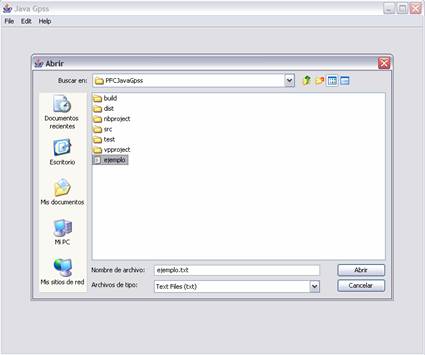 Java Gpss
File Edit Help
Abrir
Buscar en: PFCJavaGpss
build
dist
nbproject
src
test
vpproject
ejemplo
Documentos
recientes
Escritorio
Mis documentos
Mi PC
Mis sitios de red
Nombre de archivo: ejemplo.txt Abrir
Archivos de tipo: Text Files (txt) Cancelar